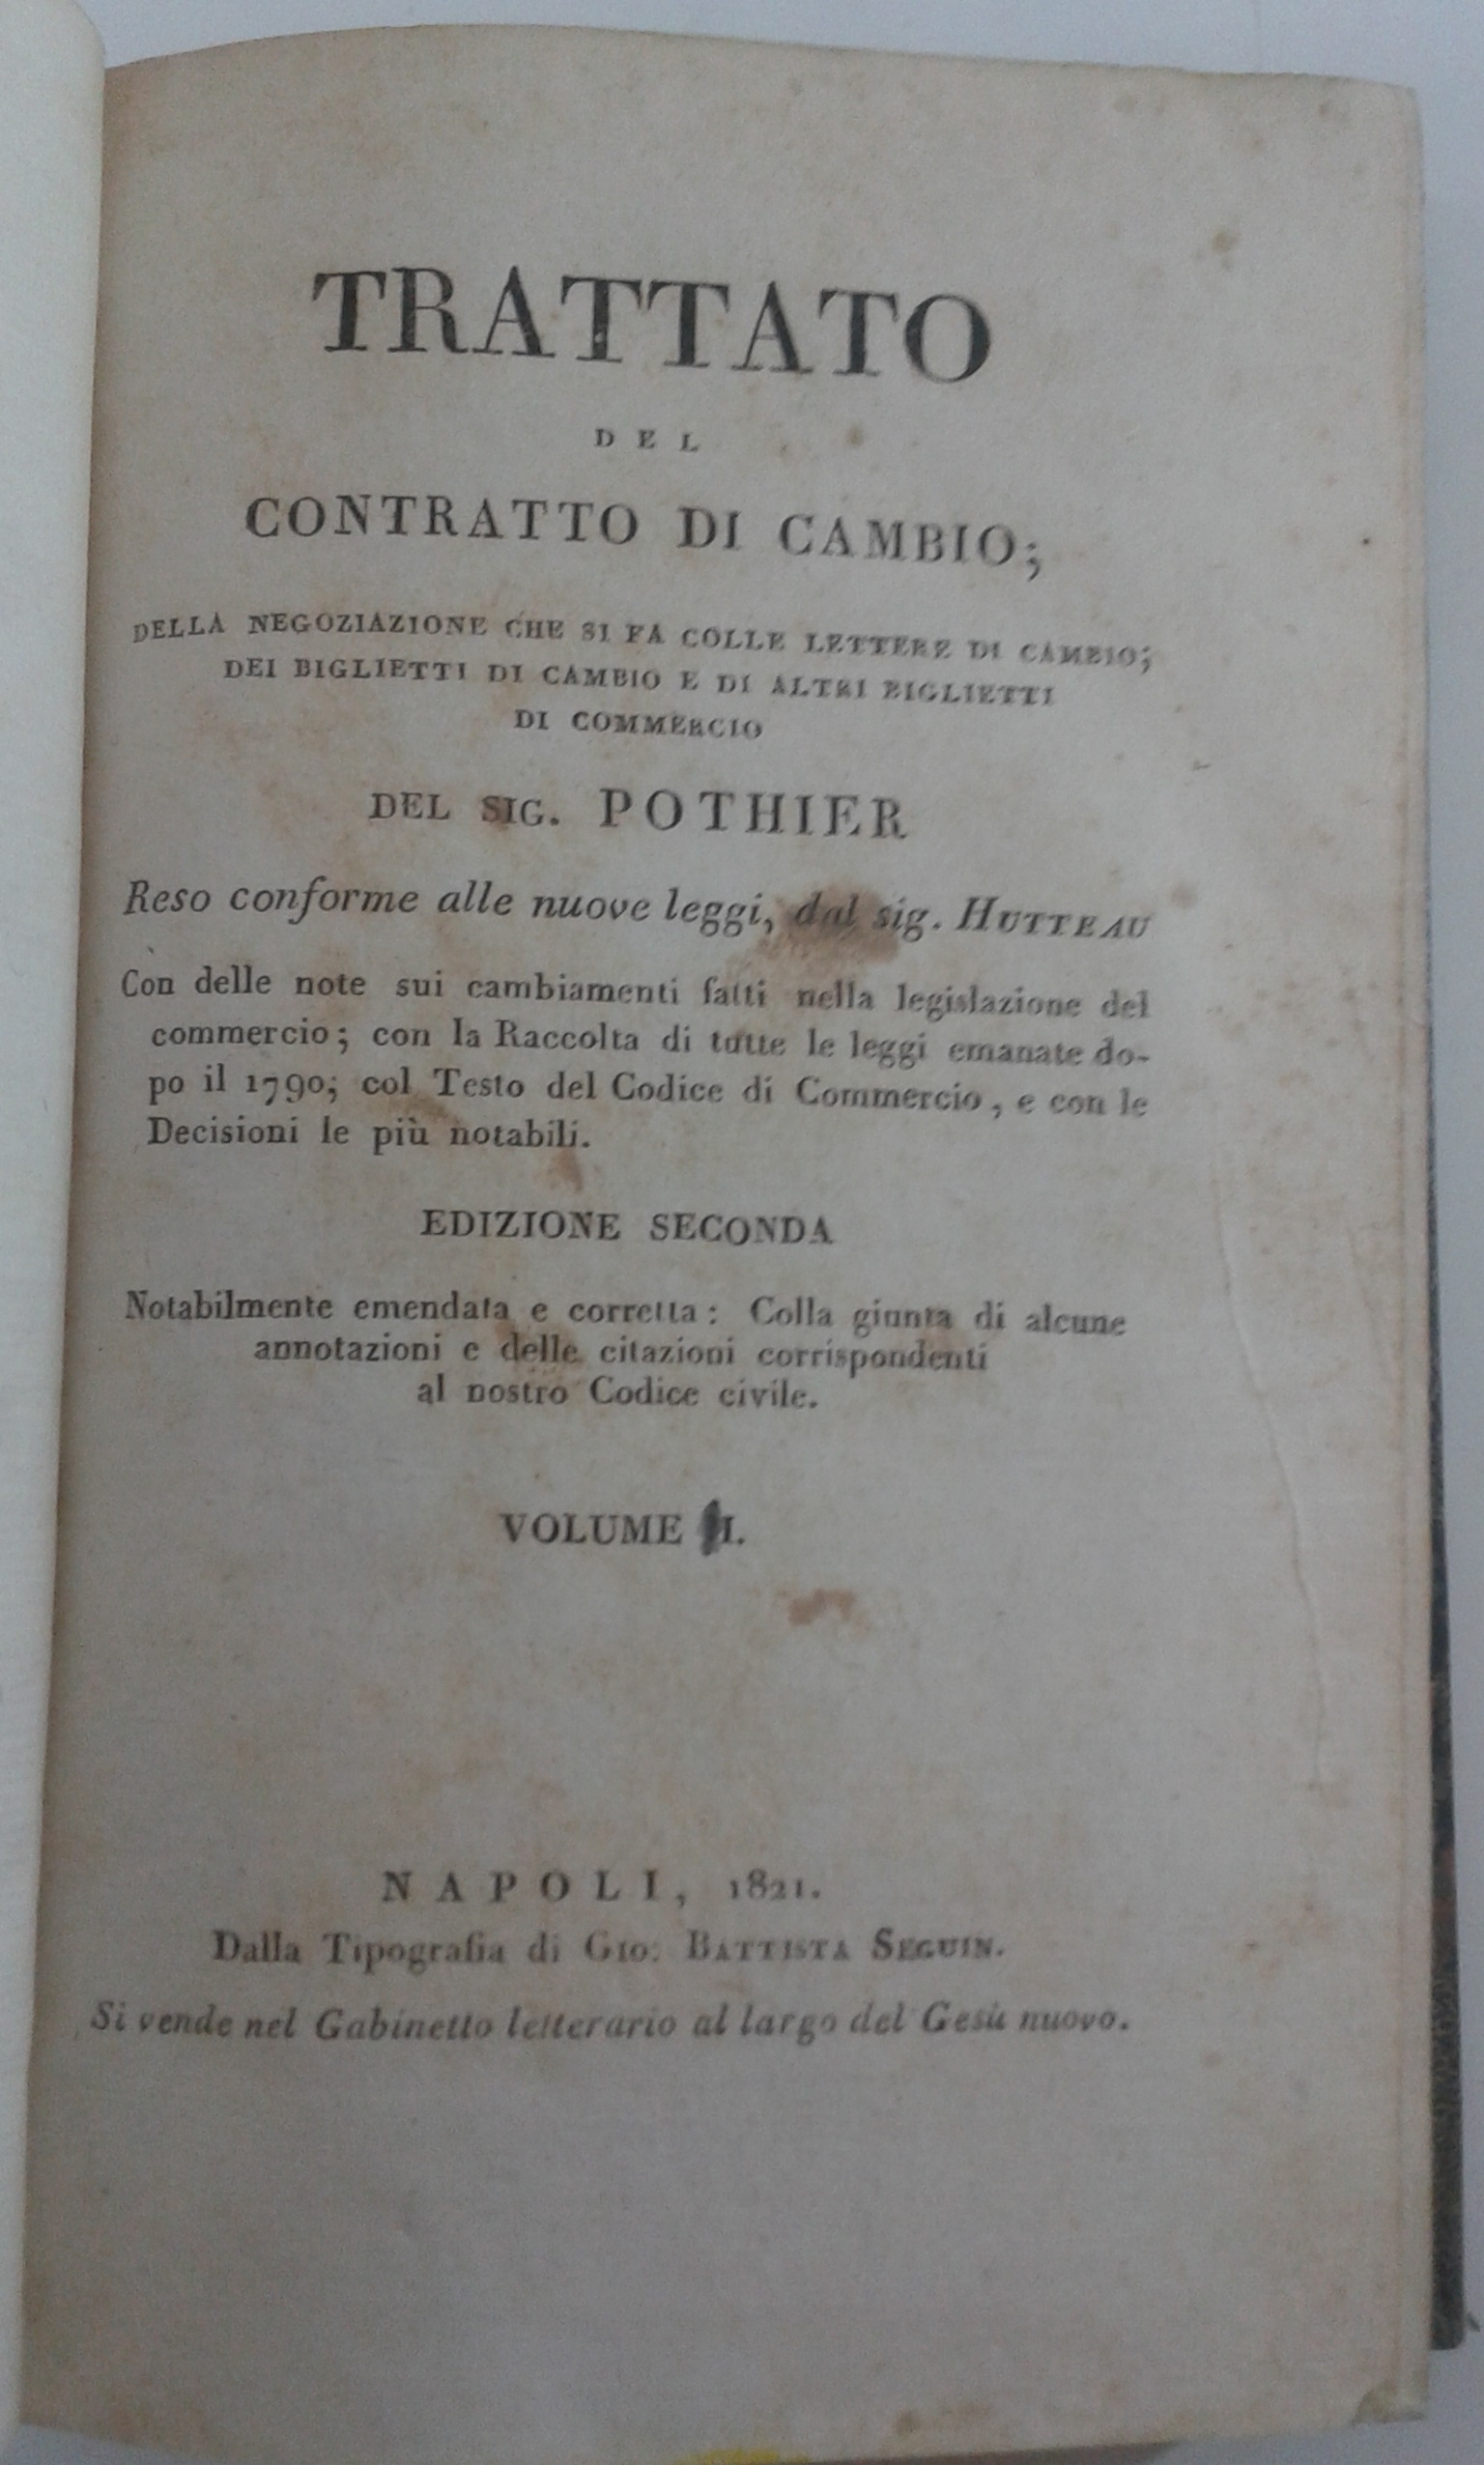 TRATTATO
DEL
CONTRATTO DI CAMBIO;
DELLA NEGOZIAZIONE CHE SI FA COLLE LETTERE DI CAMBIO;
DEI BIGLIETTI DI CAMBIO E DI ALTRI BIGLIETTI
DI COMMERCIO
DEL SIG. POTHIER
Reso conforme alle nuove leggi, dal sig. HUTTEAU
Con delle note sui cambiamenti fatti nella legislazione del
commercio; con la Raccolta di tutte le leggi emanate do-
po il 1790; col Testo del Codice di Commercio, e con le
Decisioni le più notabili.
EDIZIONE SECONDA
Notabilmente emendata e corretta: Colla giunta di alcune
annotazioni e delle citazioni corrispondenti
al nostro Codice civile.
VOLUME I.
NAPOLI, 1821.
Dalla Tipografia di GIO. BATTISTA SEGUIN.
Si vende nel Gabinetto letterario al largo del Gesù nuovo.